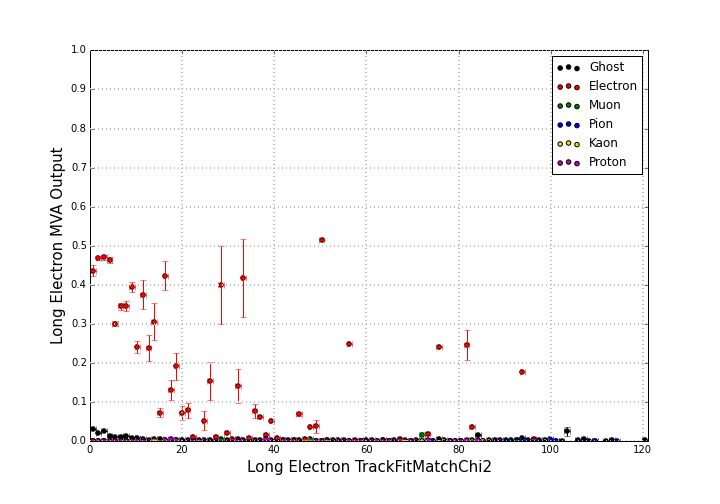 1.0
0.9
0.8
0.7
0.6
0.5
0.4
0.3
0.2
0.1
0.0
Long Electron MVA Output
Ghost
Electron
Muon
Pion
Kaon
Proton
0 20 40 60 80 100 120
Long Electron TrackFitMatchChi2